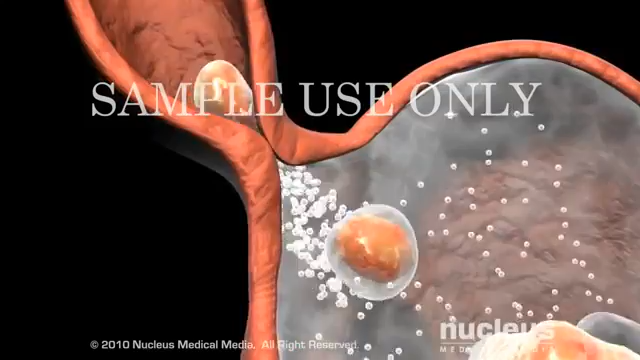 SAMPLE USE ONLY
nucleus
© 2010 Nucleus Medical Media. All Right Reserved.